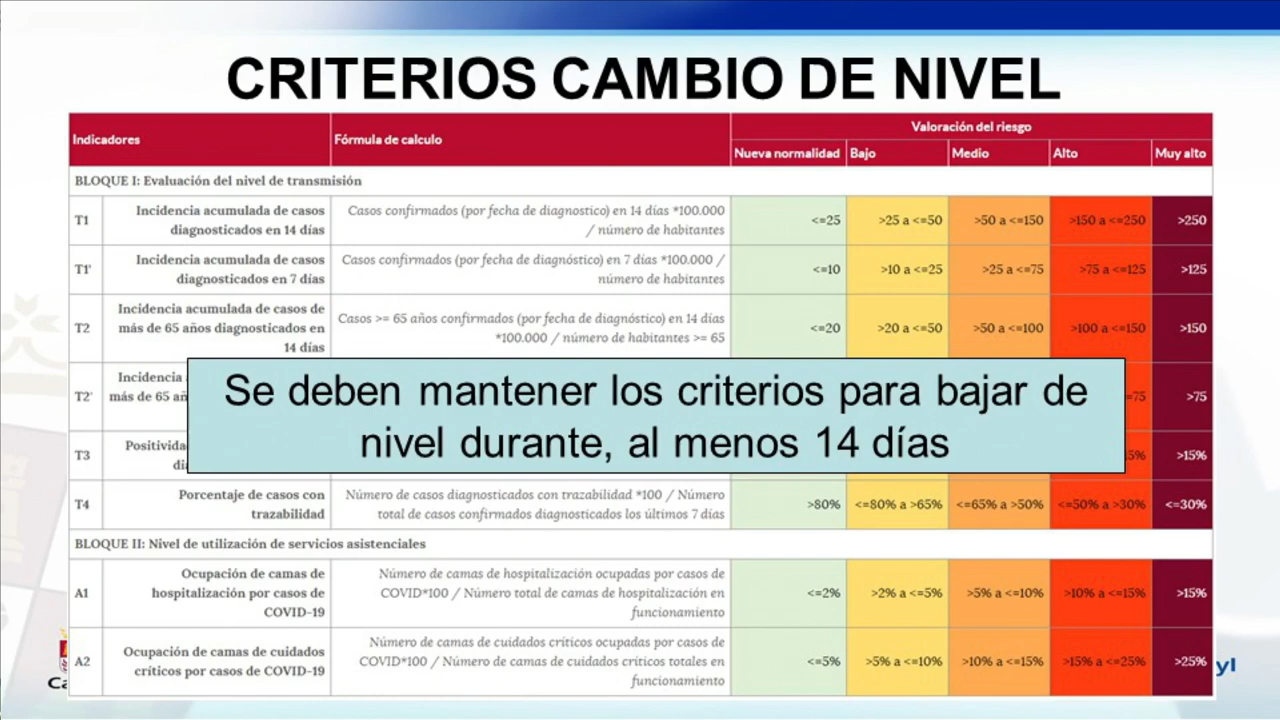 CRITERIOS CAMBIO DE NIVEL
Indicadores
Fórmula de calculo
Valoración del riesgo
Nueva normalidad
Bajo
Medio
Alto
Muy alto
BLOQUE I: Evaluación del nivel de transmisión
T1
Incidencia acumulada de casos
diagnosticados en 14 días
Casos confirmados (por fecha de diagnostico) en 14 días *100.000
/ número de habitantes
<=25
>25 a <=50
>50 a <=150
>150 a <=250
>250
T1'
Incidencia acumulada de casos
diagnosticados en 7 días
Casos confirmados (por fecha de diagnóstico) en 7 días *100.000 /
número de habitantes
<=10
>10 a <=25
>25 a <=75
>75 a <=125
>125
T2
Incidencia acumulada de casos de
más de 65 años diagnosticados en
14 días
Casos >= 65 años confirmados (por fecha de diagnóstico) en 14 días
*100.000 / número de habitantes >= 65
<=20
>20 a <=50
>50 a <=100
>100 a <=150
>150
T2'
Incidencia
más de 65
=75
>75
Se deben mantener los criterios para bajar de
nivel durante, al menos 14 días
T3
>15%
T4
Porcentaje de casos con
trazabilidad
Número de casos diagnosticados con trazabilidad *100 / Número
total de casos confirmados diagnosticados los últimos 7 días
>80%
<=80% a >65%
<=65% a >50%
<=50% a >30%
<=30%
BLOQUE II: Nivel de utilización de servicios asistenciales
A1
Ocupación de camas de
hospitalización por casos de
COVID-19
Número de camas de hospitalización ocupadas por casos de
COVID*100 / Número total de camas de hospitalización en
funcionamiento
<=2%
>2% a <=5%
>5% a <=10%
>10% a <=15%
>15%
A2
Ocupación de camas de cuidados
críticos por casos de COVID-19
Número de camas de cuidados críticos ocupadas por casos de
COVID*100 / Número de camas de cuidados críticos totales en
funcionamiento
<=5%
>5% a <=10%
>10% a <=15%
>15% a <=25%
>25%
yl